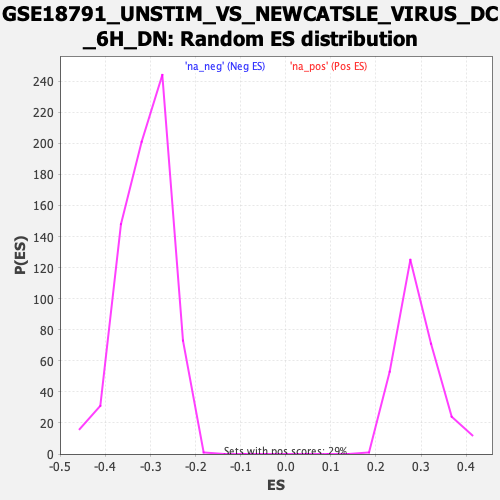 GSE18791_UNSTIM_VS_NEWCATSLE_VIRUS_DC
_6H_DN: Random ES distribution
'na_neg' (Neg ES) 'na_pos' (Pos ES)
240
220
200
180
160
140
120
100
80
60
40
20
0
P(ES)
Sets with pos scores: 29%
-0.5 -0.4 -0.3 -0.2 -0.1 0.0 0.1 0.2 0.3 0.4
ES